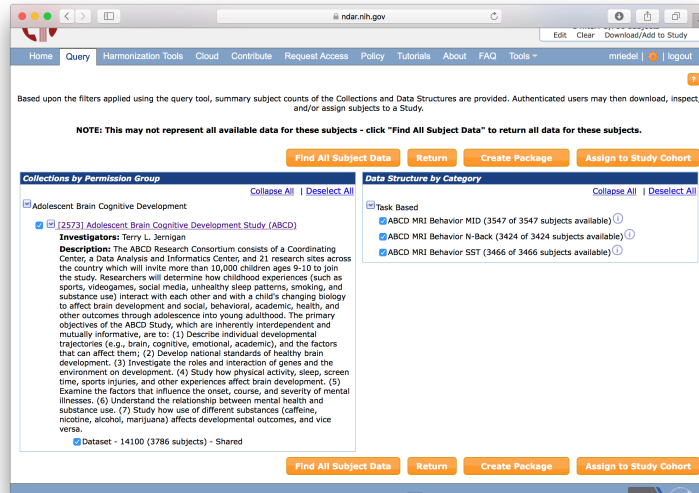 ndar.nih.gov
Edit Clear Download/Add to Study
Home Query Harmonization Tools Cloud Contribute Request Access Policy Tutorials About FAQ Tools mriedel | | logout
?
Based upon the filters applied using the query tool, summary subject counts of the Collections and Data Structures are provided. Authenticated users may then download, inspect,
and/or assign subjects to a Study.
NOTE: This may not represent all available data for these subjects - click "Find All Subject Data" to return all data for these subjects.
Find All Subject Data Return Create Package Assign to Study Cohort
Collections by Permission Group
Collapse All | Deselect All
Adolescent Brain Cognitive Development
[2573] Adolescent Brain Cognitive Development Study (ABCD)
Investigators: Terry L. Jernigan
Description: The ABCD Research Consortium consists of a Coordinating
Center, a Data Analysis and Informatics Center, and 21 research sites across
the country which will invite more than 10,000 children ages 9-10 to join
the study. Researchers will determine how childhood experiences (such as
sports, videogames, social media, unhealthy sleep patterns, smoking, and
substance use) interact with each other and with a child's changing biology
to affect brain development and social, behavioral, academic, health, and
other outcomes through adolescence into young adulthood. The primary
objectives of the ABCD Study, which are inherently interdependent and
mutually informative, are to: (1) Describe individual developmental
trajectories (e.g., brain, cognitive, emotional, academic), and the factors
that can affect them; (2) Develop national standards of healthy brain
development. (3) Investigate the roles and interaction of genes and the
environment on development. (4) Study how physical activity, sleep, screen
time, sports injuries, and other experiences affect brain development. (5)
Examine the factors that influence the onset, course, and severity of mental
illnesses. (6) Understand the relationship between mental health and
substance use. (7) Study how use of different substances (caffeine,
nicotine, alcohol, marijuana) affects developmental outcomes, and vice
versa.
Dataset - 14100 (3786 subjects) - Shared
Data Structure by Category
Collapse All | Deselect All
Task Based
ABCD MRI Behavior MID (3547 of 3547 subjects available) i
ABCD MRI Behavior N-Back (3424 of 3424 subjects available) i
ABCD MRI Behavior SST (3466 of 3466 subjects available) i
Find All Subject Data Return Create Package Assign to Study Cohort